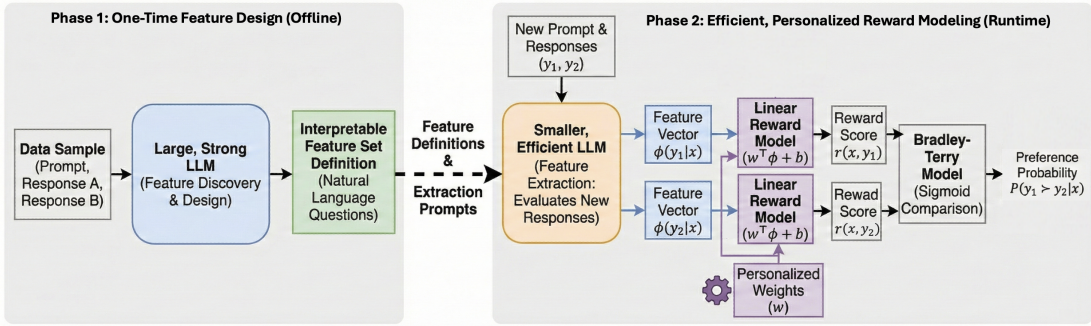 Phase 1: One-Time Feature Design (Offline)
Data Sample
(Prompt,
Response A,
Response B)
Large, Strong
LLM
(Feature Discovery
& Design)
Interpretable
Feature Set
Definition
(Natural
Language
Questions)
Feature
Definitions
&
Extraction
Prompts
Phase 2: Efficient, Personalized Reward Modeling (Runtime)
New Prompt &
Responses
(y₁, y₂)
Smaller,
Efficient LLM
(Feature
Extraction:
Evaluates New
Responses)
Feature
Vector
ϕ(y₁|x)
Linear
Reward
Model
(wᵀϕ + b)
Reward
Score
r(x, y₁)
Feature
Vector
ϕ(y₂|x)
Linear
Reward
Model
(wᵀϕ + b)
Rewad
Score
r(x, y₂)
Personalized
Weights
(w)
Bradley-
Terry
Model
(Sigmoid
Comparison)
Preference
Probability
P(y₁ ≻ y₂|x)